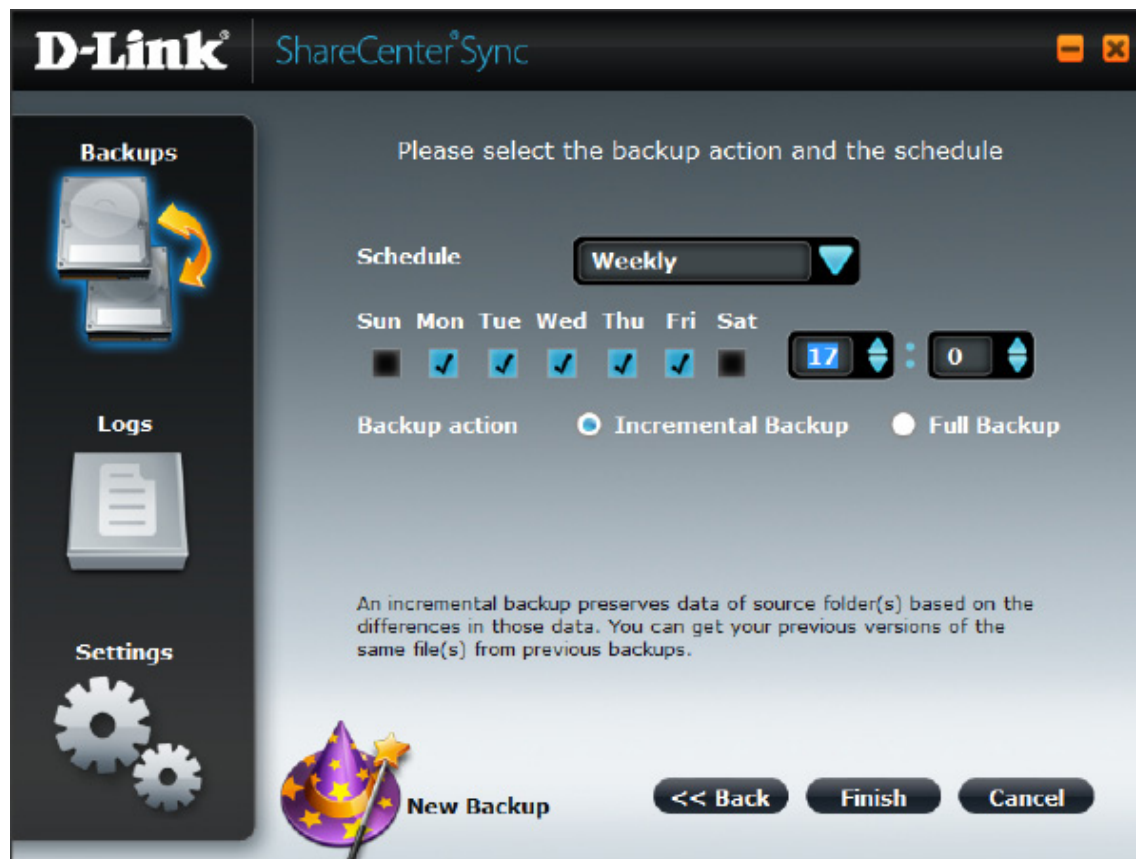 D-Link® ShareCenter®Sync
Backups
Please select the backup action and the schedule
Schedule Weekly
Sun Mon Tue Wed Thu Fri Sat
17 : 0
Logs
Backup action Incremental Backup Full Backup
An incremental backup preserves data of source folder(s) based on the
differences in those data. You can get your previous versions of the
same file(s) from previous backups.
Settings
New Backup
<< Back Finish Cancel